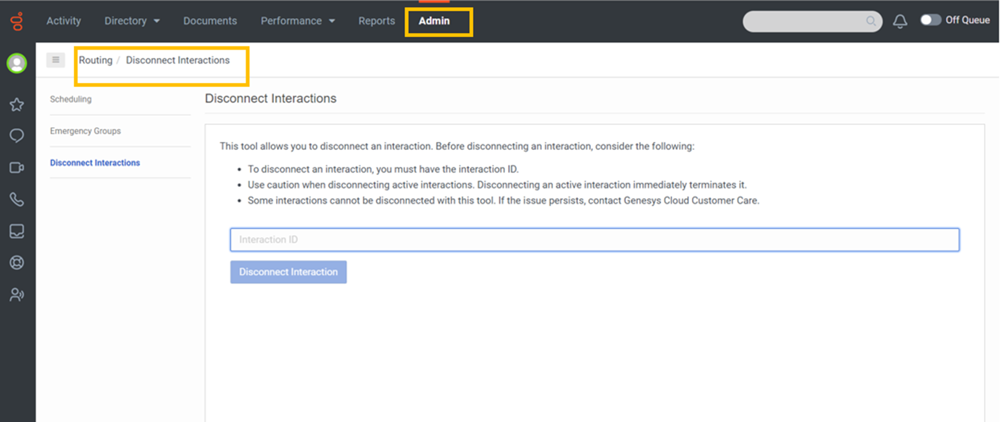 Activity Directory Documents Performance Reports Admin Off Queue
Routing / Disconnect Interactions
Scheduling
Emergency Groups
Disconnect Interactions
Disconnect Interactions
This tool allows you to disconnect an interaction. Before disconnecting an interaction, consider the following:
• To disconnect an interaction, you must have the interaction ID.
• Use caution when disconnecting active interactions. Disconnecting an active interaction immediately terminates it.
• Some interactions cannot be disconnected with this tool. If the issue persists, contact Genesys Cloud Customer Care.
Interaction ID
Disconnect Interaction